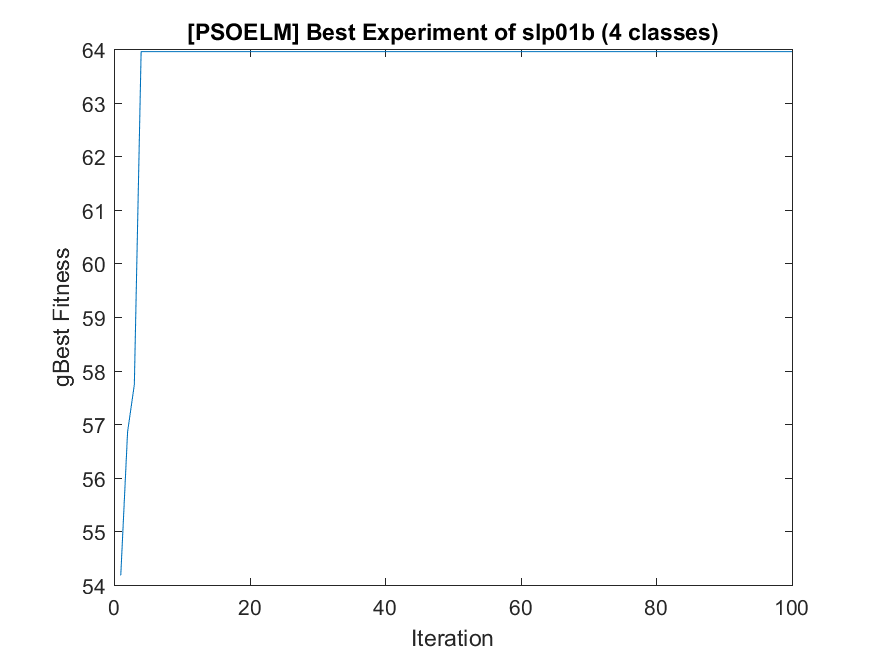 [PSOELM] Best Experiment of slp01b (4 classes)
64
63
62
61
60
59
58
57
56
55
54
gBest Fitness
0 20 40 60 80 100
Iteration